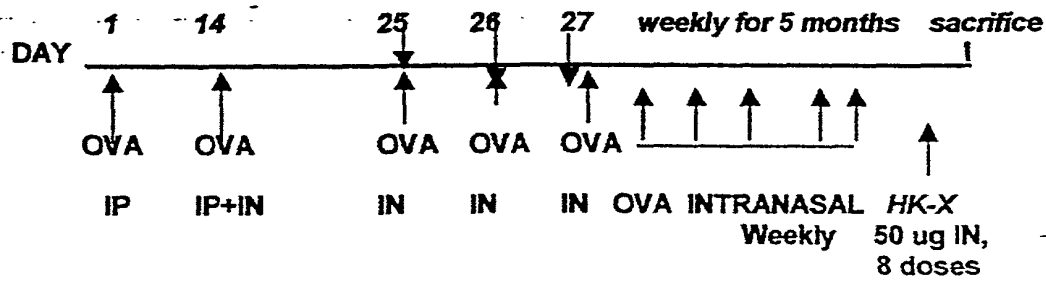 1 14 25 26 27 weekly for 5 months sacrifice
DAY
OVA OVA OVA OVA OVA
IP IP+IN IN IN IN OVA INTRANASAL HK-X
Weekly 50 ug IN,
8 doses